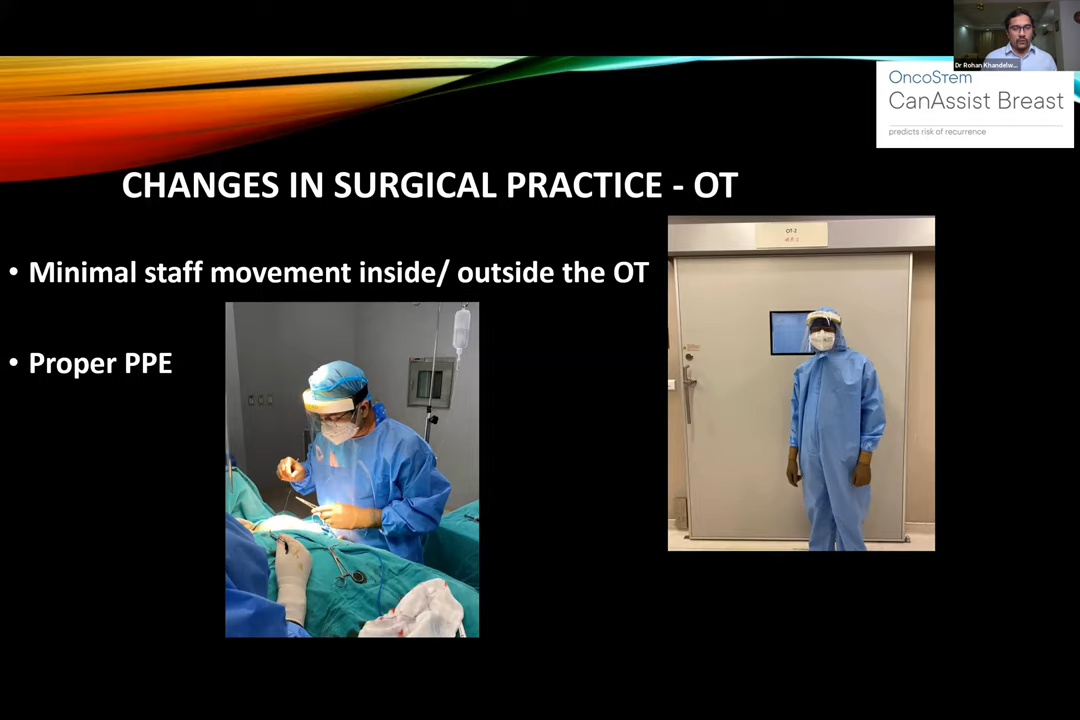 Dr Rohan Khandelw...
OncoStem
CanAssist Breast
predicts risk of recurrence
CHANGES IN SURGICAL PRACTICE - OT
• Minimal staff movement inside/ outside the OT
• Proper PPE
OT-2